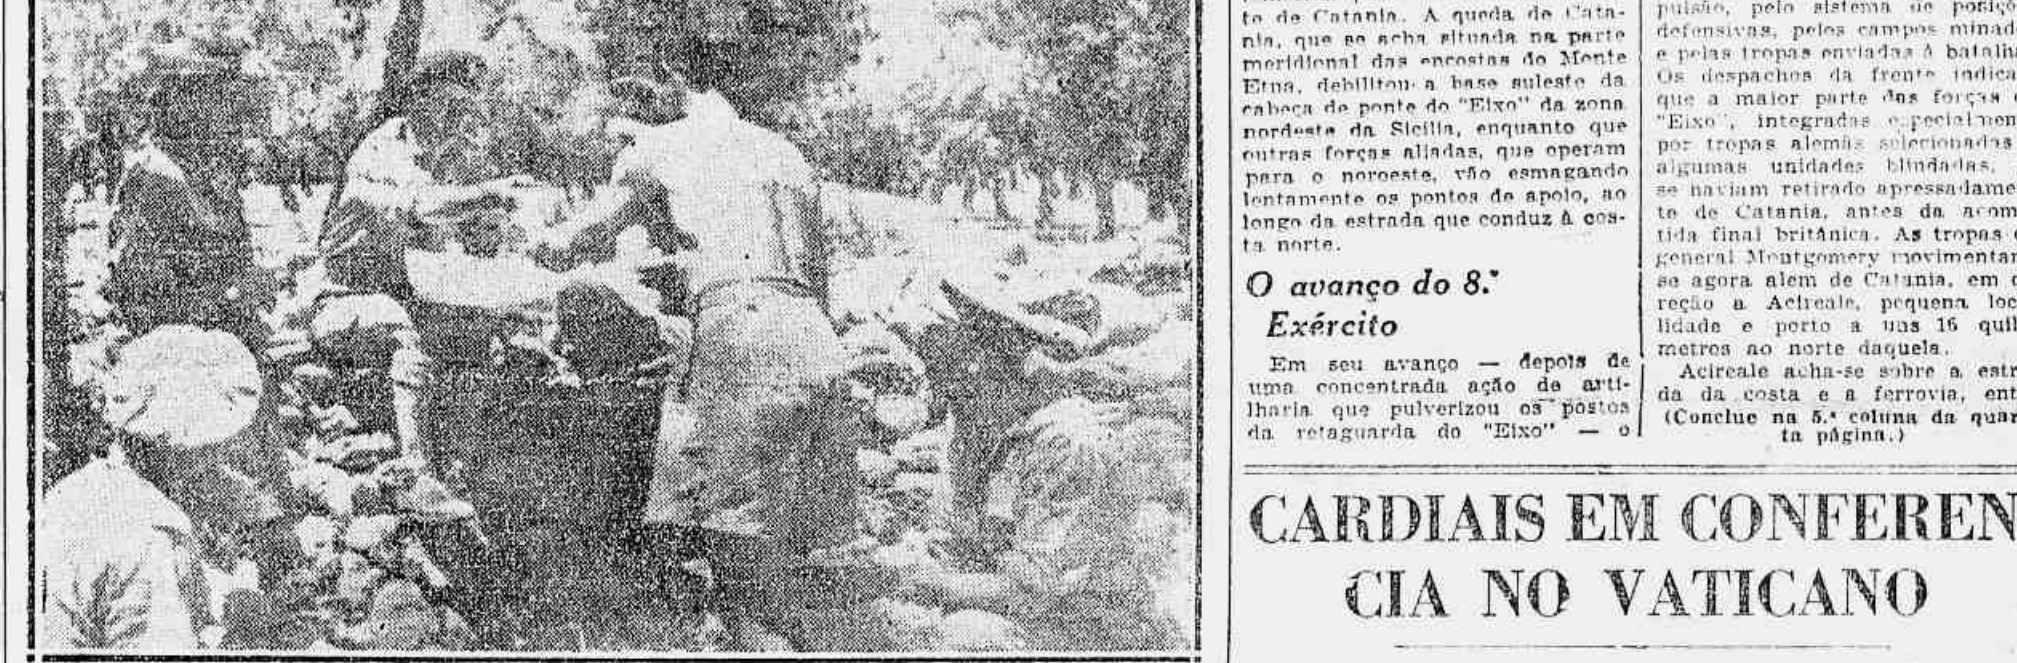 te de Catania. A queda de Cata-
nia, que se acha situada na parte
meridional das encostas do Monte
Etna, debilitou a base sueste da
cabeça de ponte do "Eixo" da zona
nordeste da Sicilia, enquanto que
outras forças aliadas, que operam
para o noroeste, vão esmagando
lentamente os pontos de apoio, ao
longo da estrada que conduz à cos-
ta norte.
O avanço do 8.º
Exército
Em seu avanço — depois de
uma concentrada ação de arti-
lharia que pulverizou os postos
da retaguarda do "Eixo" — o
pulsão, pelo sistema de posiçõ
defensivas, pelos campos minad
e pelas tropas enviadas à batalha
Os despachos da frente indica
que a maior parte das forças
"Eixo", integradas especialmen
por tropas alemãs selecionadas
algumas unidades blindadas,
se haviam retirado apressadame
te de Catania, antes da acom
tida final britânica. As tropas
general Montgomery movimentam
se agora alem de Catania, em
reção a Acireale, pequena loc
lidade e porto a uns 16 quil
metros ao norte daquela.
Acireale acha-se sobre a estr
da da costa e a ferrovia, ent
(Conclue na 5.ª coluna da quar
ta página.)
CARDIAIS EM CONFEREN
CIA NO VATICANO